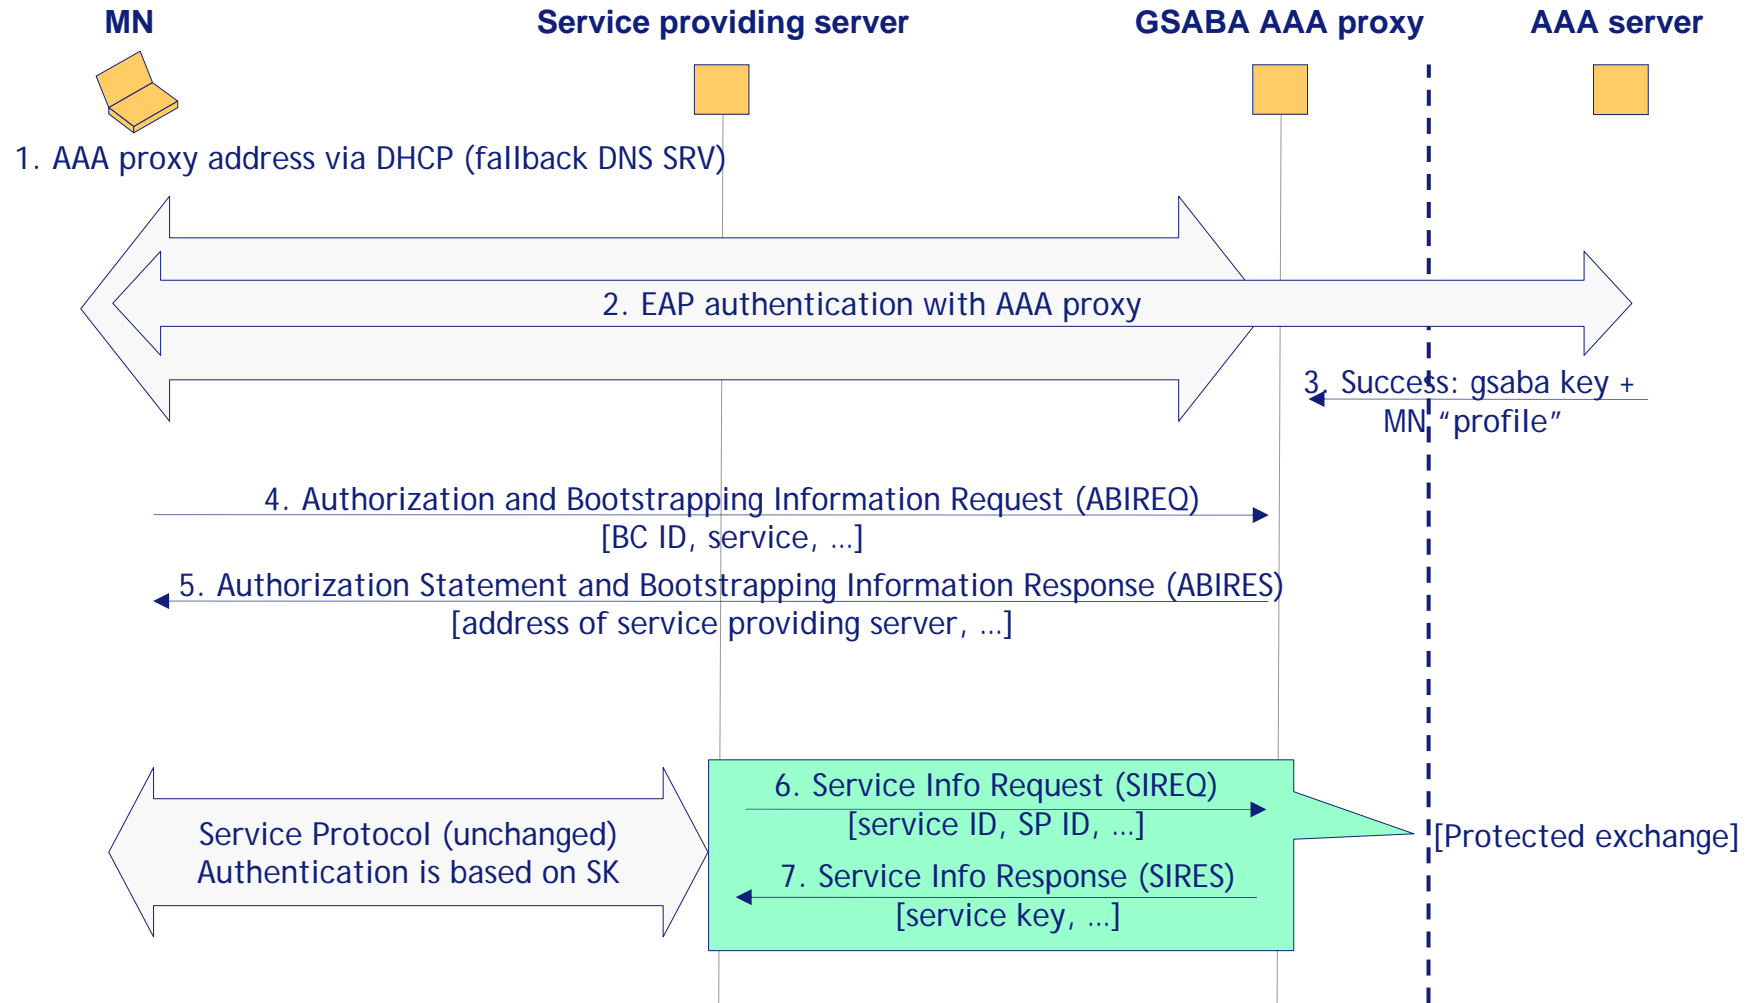 MN
Service providing server
GSABA AAA proxy
AAA server
1. AAA proxy address via DHCP (fallback DNS SRV)
2. EAP authentication with AAA proxy
3. Success: gsaba key +
MN “profile”
4. Authorization and Bootstrapping Information Request (ABIREQ)
[BC ID, service, …]
5. Authorization Statement and Bootstrapping Information Response (ABIRES)
[address of service providing server, …]
Service Protocol (unchanged)
Authentication is based on SK
6. Service Info Request (SIREQ)
[service ID, SP ID, …]
7. Service Info Response (SIRES)
[service key, …]
[Protected exchange]